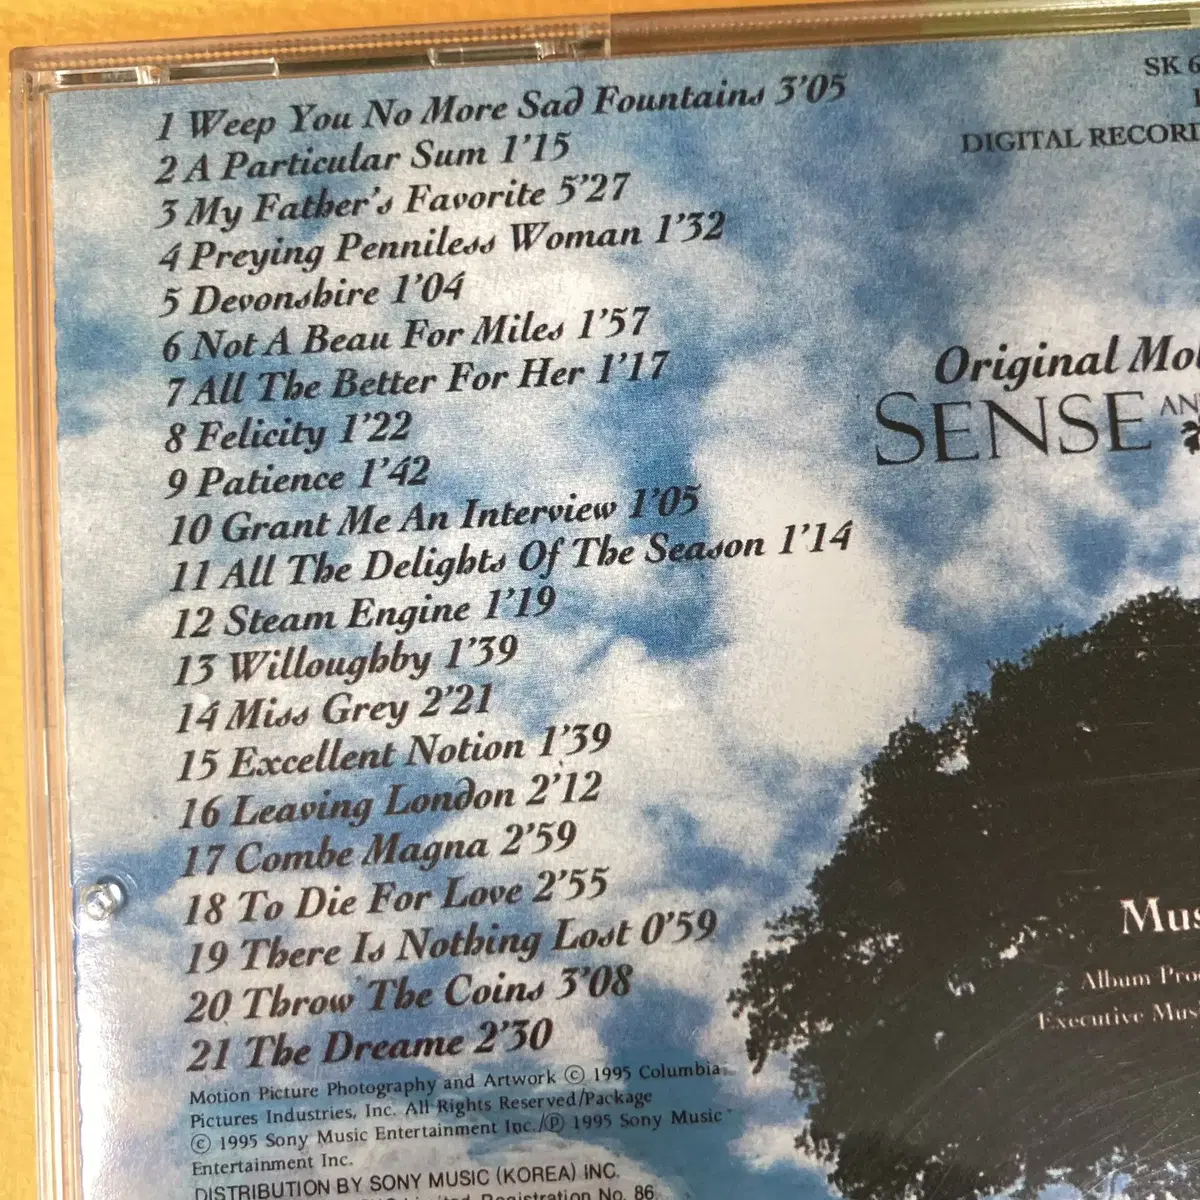 1 Weep You No More Sad Fountains 3'05
2 A Particular Sum 1'15
3 My Father's Favorite 5'27
4 Preying Penniless Woman 1'32
5 Devonshire 1'04
6 Not A Beau For Miles 1'57
7 All The Better For Her 1'17
8 Felicity 1'22
9 Patience 1'42
10 Grant Me An Interview 1'05
11 All The Delights Of The Season 1'14
12 Steam Engine 1'19
13 Willoughby 1'39
14 Miss Grey 2'21
15 Excellent Notion 1'39
16 Leaving London 2'12
17 Combe Magna 2'59
18 To Die For Love 2'55
19 There Is Nothing Lost 0'59
20 Throw The Coins 3'08
21 The Dreame 2'30
Motion Picture Photography and Artwork © 1995 Columbia
Pictures Industries, Inc. All Rights Reserved/Package
© 1995 Sony Music Entertainment Inc./℗ 1995 Sony Music
Entertainment Inc.
DISTRIBUTION BY SONY MUSIC (KOREA) INC.
Limited Registration No. 86
SK 6
DIGITAL RECORD
Original Mot
SENSE AN
Mus
Album Pro
Executive Mus